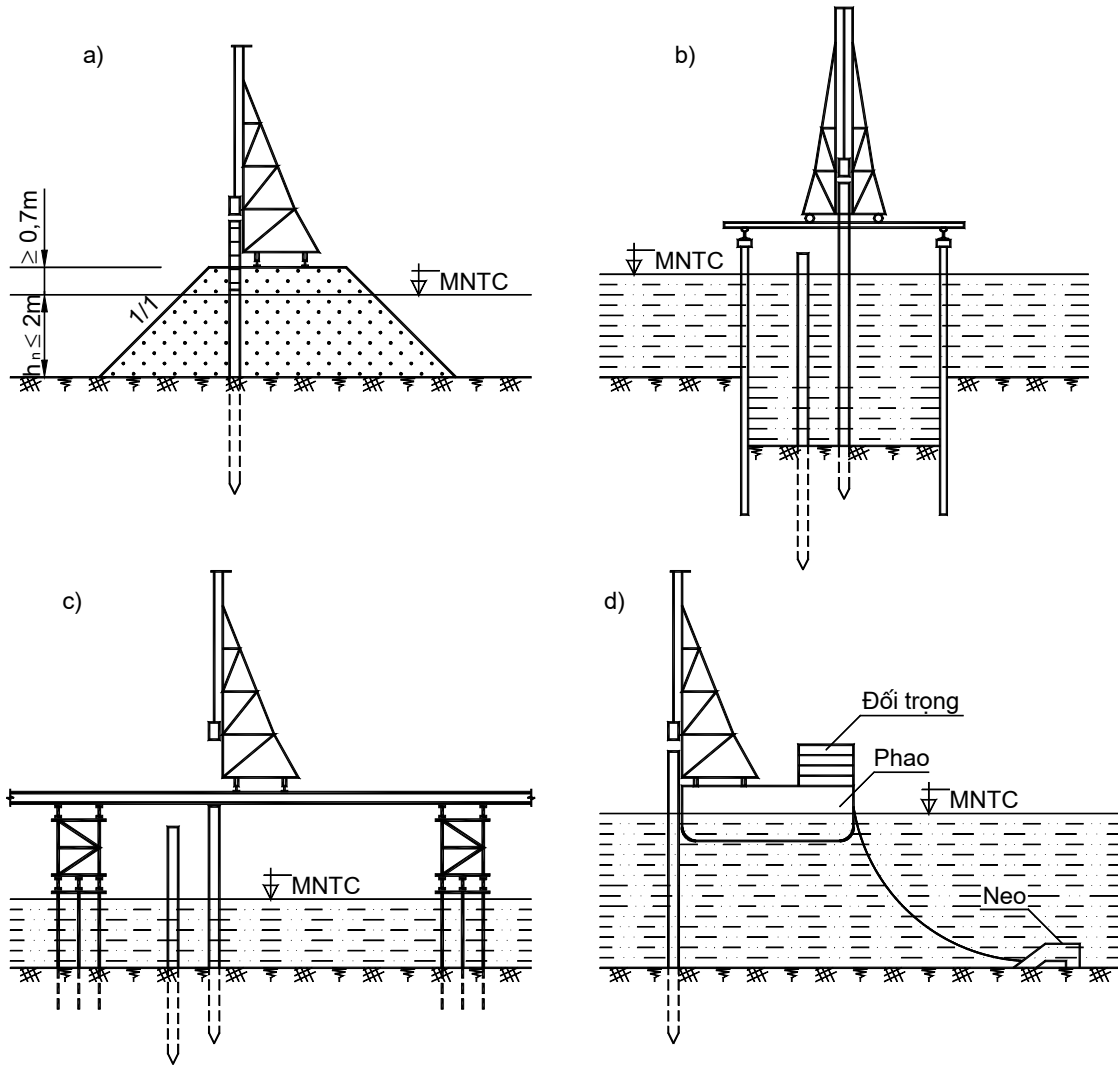 a)
≥ 0,7m
MNTC
1/1
hn ≤ 2m
b)
MNTC
c)
MNTC
d)
Đối trọng
Phao
MNTC
Neo